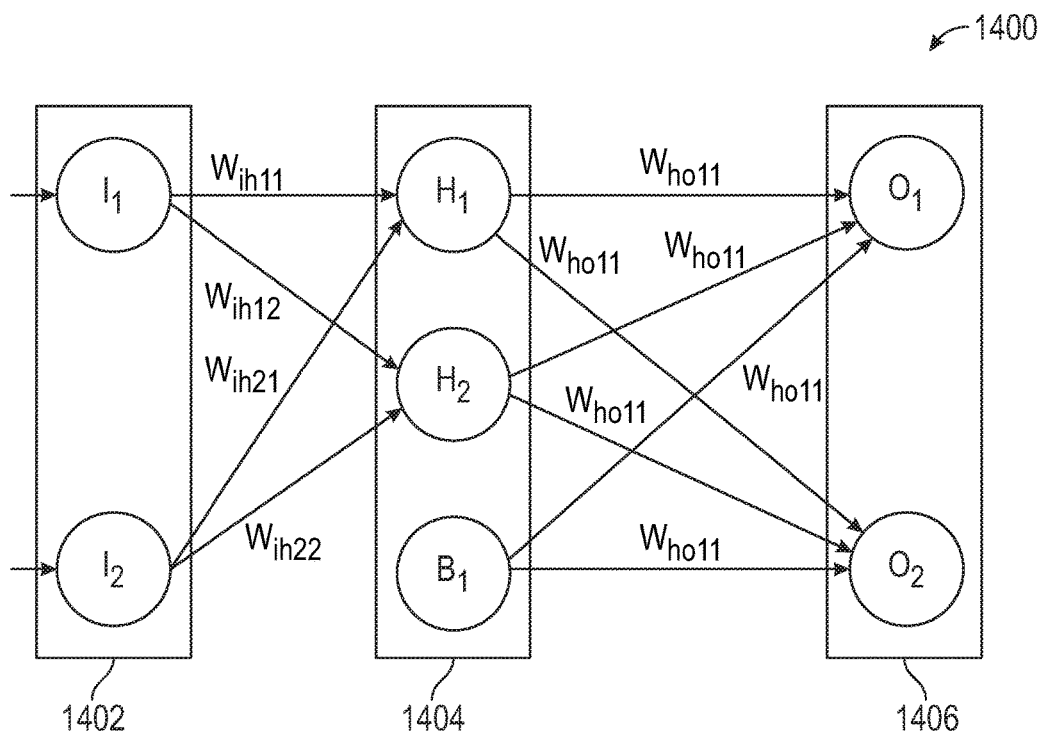 1400
I1 Wih11 H1 Who11 O1
Who11 Who11
Wih12
Wih21 H2 Who11 Who11
I2 Wih22 B1 Who11 O2
1402 1404 1406